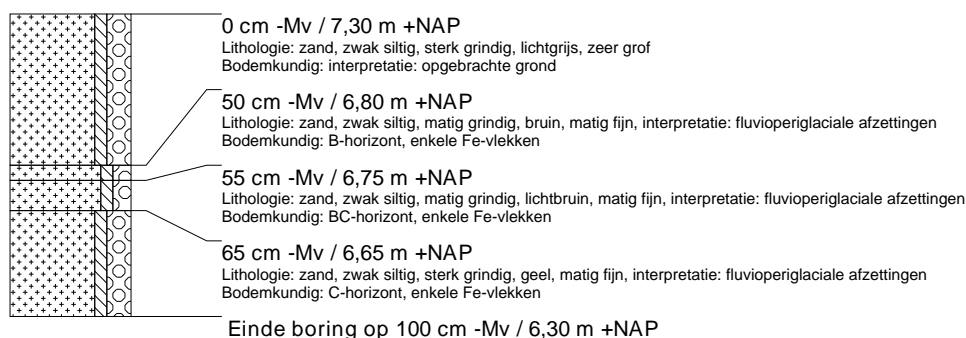 0 cm -Mv / 7,30 m +NAP
Lithologie: zand, zwak siltig, sterk grindig, lichtgrijs, zeer grof
Bodemkundig: interpretatie: opgebrachte grond
50 cm -Mv / 6,80 m +NAP
Lithologie: zand, zwak siltig, matig grindig, bruin, matig fijn, interpretatie: fluvioperiglaciale afzettingen
Bodemkundig: B-horizont, enkele Fe-vlekken
55 cm -Mv / 6,75 m +NAP
Lithologie: zand, zwak siltig, matig grindig, lichtbruin, matig fijn, interpretatie: fluvioperiglaciale afzettingen
Bodemkundig: BC-horizont, enkele Fe-vlekken
65 cm -Mv / 6,65 m +NAP
Lithologie: zand, zwak siltig, sterk grindig, geel, matig fijn, interpretatie: fluvioperiglaciale afzettingen
Bodemkundig: C-horizont, enkele Fe-vlekken
Einde boring op 100 cm -Mv / 6,30 m +NAP